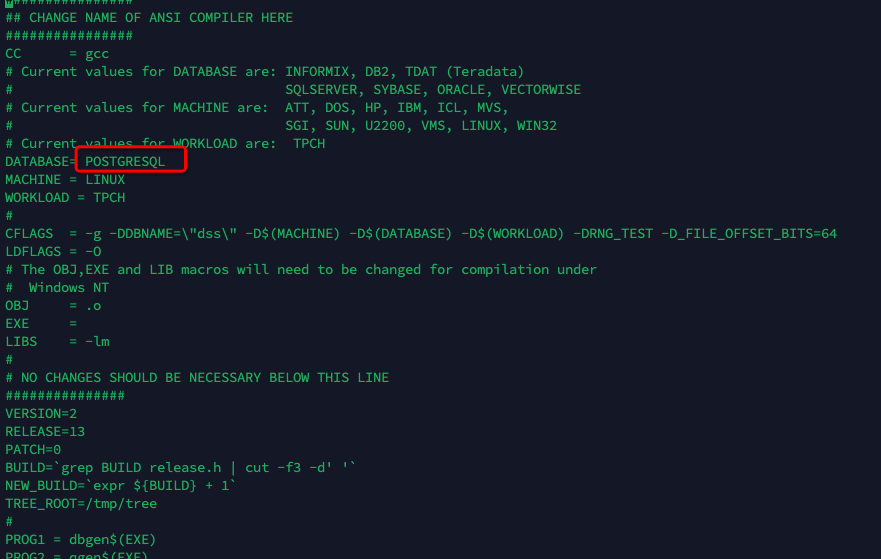 ################
## CHANGE NAME OF ANSI COMPILER HERE
################
CC      = gcc
# Current values for DATABASE are: INFORMIX, DB2, TDAT (Teradata)
#                                  SQLSERVER, SYBASE, ORACLE, VECTORWISE
# Current values for MACHINE are:  ATT, DOS, HP, IBM, ICL, MVS,
#                                  SGI, SUN, U2200, VMS, LINUX, WIN32
# Current values for WORKLOAD are:  TPCH
DATABASE= POSTGRESQL
MACHINE = LINUX
WORKLOAD = TPCH
#
CFLAGS  = -g -DDBNAME=\"dss\" -D$(MACHINE) -D$(DATABASE) -D$(WORKLOAD) -DRNG_TEST -D_FILE_OFFSET_BITS=64
LDFLAGS = -O
# The OBJ,EXE and LIB macros will need to be changed for compilation under
#  Windows NT
OBJ     = .o
EXE     =
LIBS    = -lm
#
# NO CHANGES SHOULD BE NECESSARY BELOW THIS LINE
###############
VERSION=2
RELEASE=13
PATCH=0
BUILD=`grep BUILD release.h | cut -f3 -d' '`
NEW_BUILD=`expr ${BUILD} + 1`
TREE_ROOT=/tmp/tree
#
PROG1 = dbgen$(EXE)
PROG2 = qgen$(EXE)